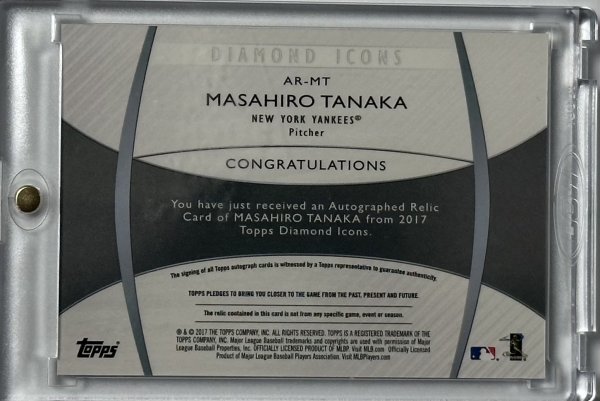 DIAMOND ICONS
AR-MT
MASAHIRO TANAKA
NEW YORK YANKEES®
Pitcher
CONGRATULATIONS
You have just received an Autographed Relic
Card of MASAHIRO TANAKA from 2017
Topps Diamond Icons.
The signing of all Topps autograph cards is witnessed by a Topps representative to guarantee authenticity.
TOPPS PLEDGES TO BRING YOU CLOSER TO THE GAME FROM THE PAST, PRESENT AND FUTURE.
The relic contained in this card is not from any specific game, event or season.
® & © 2017 THE TOPPS COMPANY, INC. ALL RIGHTS RESERVED. TOPPS IS A REGISTERED TRADEMARK OF THE
TOPPS COMPANY, INC. Major League Baseball trademarks and copyrights are used with permission of Major
League Baseball Properties, Inc. OFFICIALLY LICENSED PRODUCT OF MLBP. Visit MLB.com. Officially Licensed
Product of Major League Baseball Players Association. Visit MLBPlayers.com
TOPPS